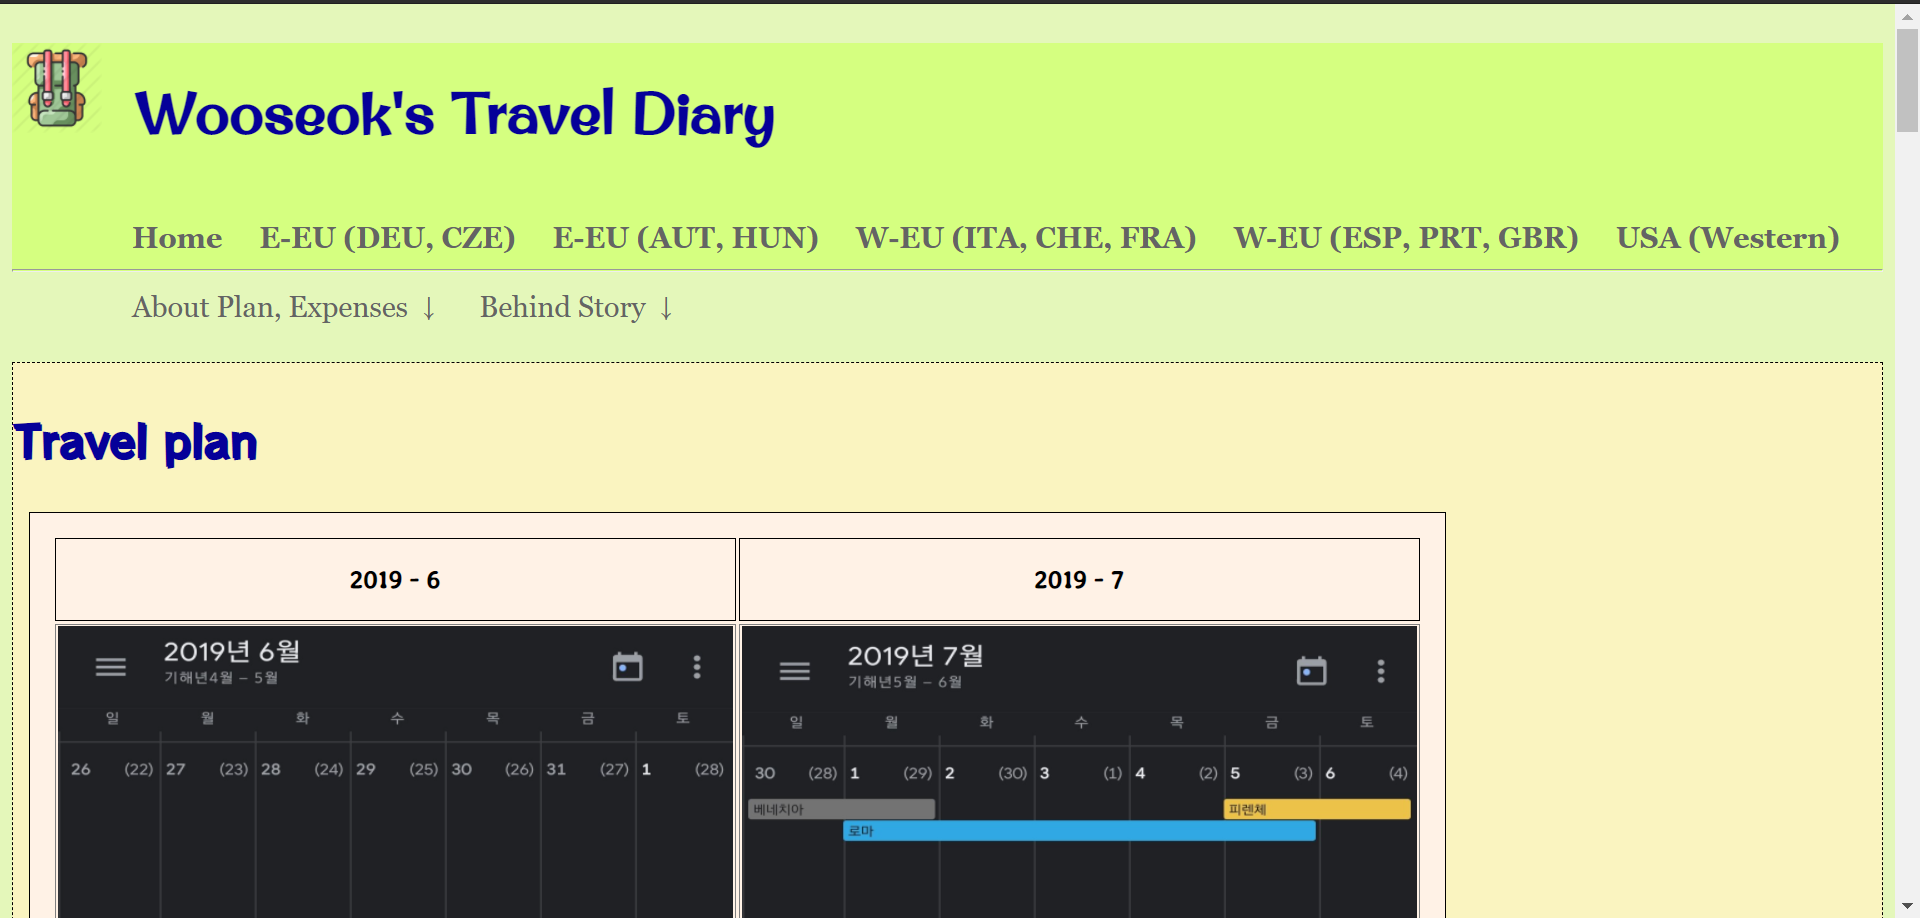 Wooseok's Travel Diary
Home E-EU (DEU, CZE) E-EU (AUT, HUN) W-EU (ITA, CHE, FRA) W-EU (ESP, PRT, GBR) USA (Western)
About Plan, Expenses ↓ Behind Story ↓
Travel plan
2019 - 6 2019 - 7
2019년 6월
기해년4월 – 5월
일 월 화 수 목 금 토
26 (22) 27 (23) 28 (24) 29 (25) 30 (26) 31 (27) 1 (28)
2019년 7월
기해년5월 – 6월
일 월 화 수 목 금 토
30 (28) 1 (29) 2 (30) 3 (1) 4 (2) 5 (3) 6 (4)
베네치아 피렌체
로마